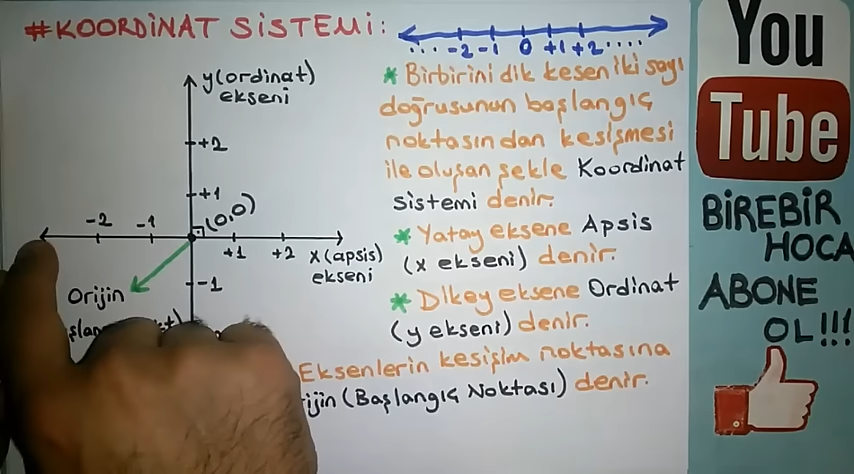 #KOORDİNAT SİSTEMİ:
... -2 -1 0 +1 +2 ....
y(ordinat)
ekseni
+2
+1
(0,0)
-2 -1
+1 +2 X(apsis)
ekseni
-1
Orijin
* Birbirini dik kesen iki sayı
doğrusunun başlangıç
noktasından kesişmesi
ile oluşan şekle Koordinat
sistemi denir.
* Yatay eksene Apsis
(x ekseni) denir.
* Dikey eksene Ordinat
(y ekseni) denir.
Eksenlerin kesişim noktasına
(Başlangıç Noktası) denir.
You
Tube
BİREBİR
HOCA
ABONE
OL!!!